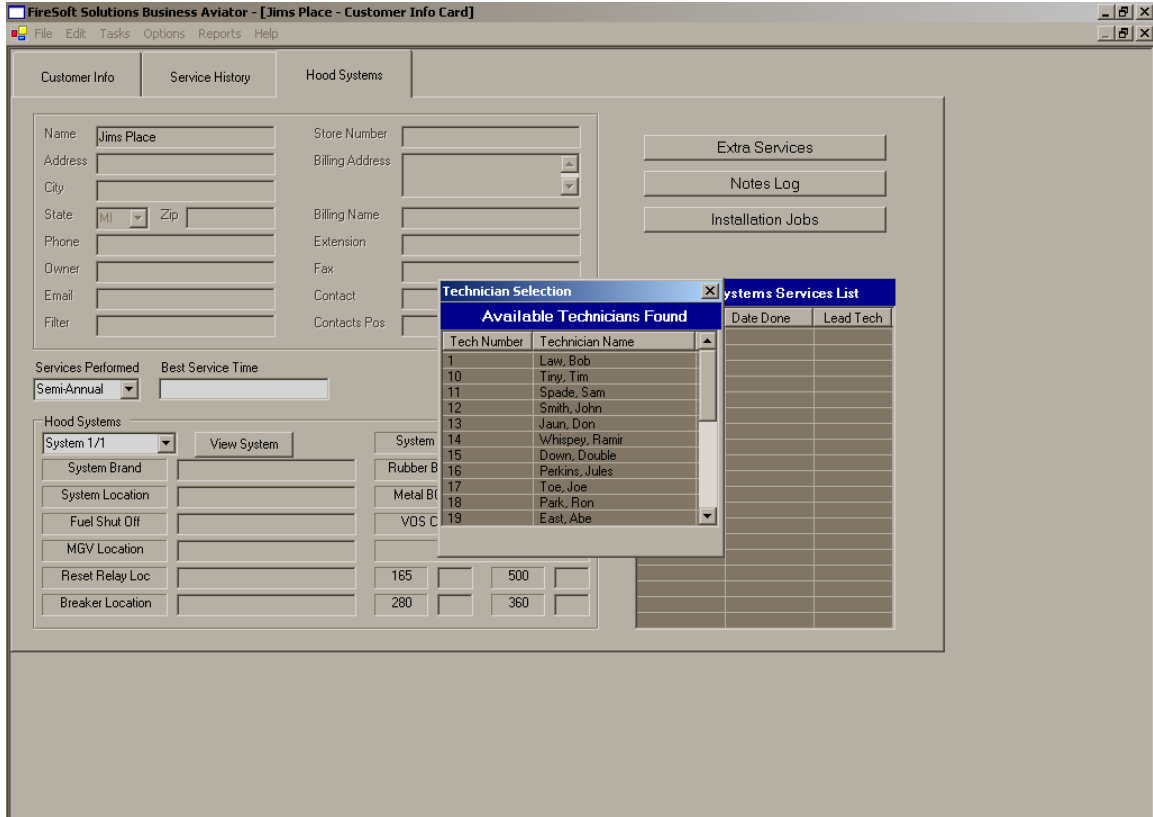 FireSoft Solutions Business Aviator - [Jims Place - Customer Info Card]
File Edit Tasks Options Reports Help
Customer Info Service History Hood Systems
Name Jims Place Store Number
Address Billing Address
City
State MI Zip Billing Name
Phone Extension
Owner Fax
Email Contact
Filter Contacts Pos
Extra Services
Notes Log
Installation Jobs
ystems Services List
Date Done Lead Tech
Technician Selection
Available Technicians Found
Tech Number Technician Name
1 Law, Bob
10 Tiny, Tim
11 Spade, Sam
12 Smith, John
13 Jaun, Don
14 Whispey, Ramir
15 Down, Double
16 Perkins, Jules
17 Toe, Joe
18 Park, Ron
19 East, Abe
Services Performed Best Service Time
Semi-Annual
Hood Systems
System 1/1 View System System
System Brand Rubber B
System Location Metal B
Fuel Shut Off VOS C
MGV Location
Reset Relay Loc 165 500
Breaker Location 280 360